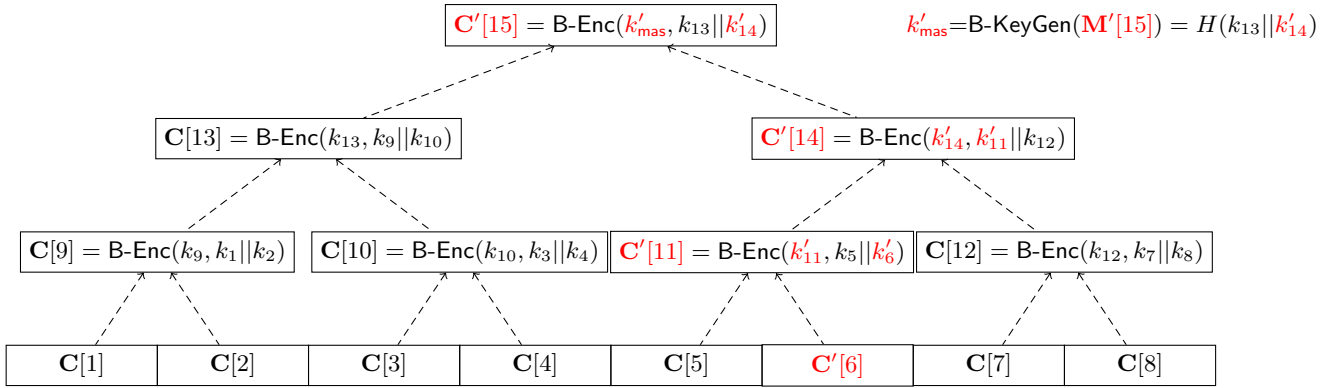 C′[15] = B-Enc(k′mas, k13||k′14)    k′mas=B-KeyGen(M′[15]) = H(k13||k′14)
C[13] = B-Enc(k13, k9||k10)    C′[14] = B-Enc(k′14, k′11||k12)
C[9] = B-Enc(k9, k1||k2)    C[10] = B-Enc(k10, k3||k4)    C′[11] = B-Enc(k′11, k5||k′6)    C[12] = B-Enc(k12, k7||k8)
C[1]    C[2]    C[3]    C[4]    C[5]    C′[6]    C[7]    C[8]